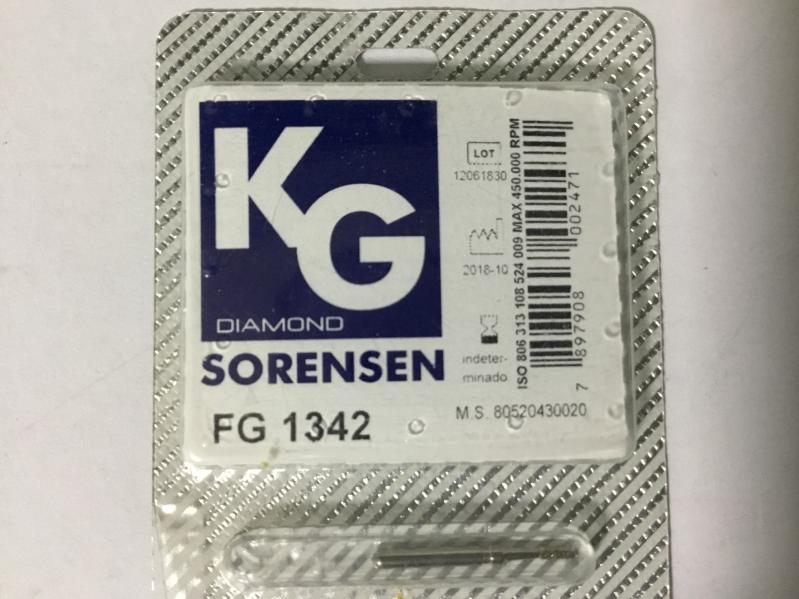 KG
DIAMOND
SORENSEN
FG 1342
LOT
12061830
2018-10
indeter-
minado
M.S. 80520430020
ISO 806 313 108 524 009 MAX 450.000 RPM
7 897908 002471